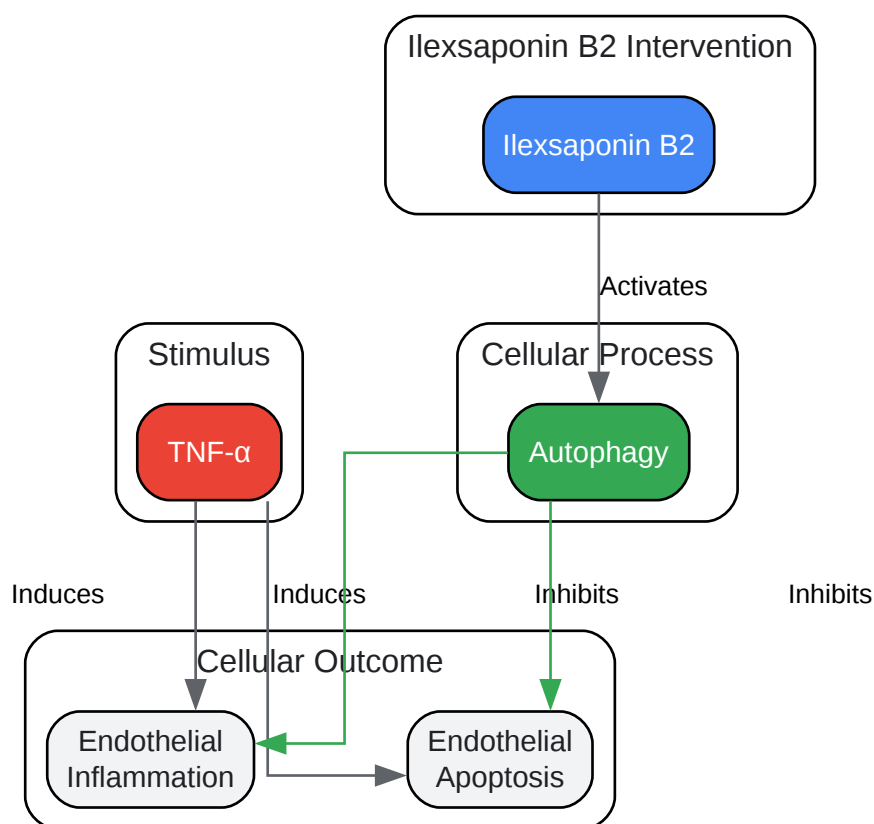 Ilexsaponin B2 Intervention
Ilexsaponin B2
Activates
Stimulus
Cellular Process
TNF-α
Autophagy
Induces
Induces
Inhibits
Inhibits
Cellular Outcome
Endothelial
Inflammation
Endothelial
Apoptosis